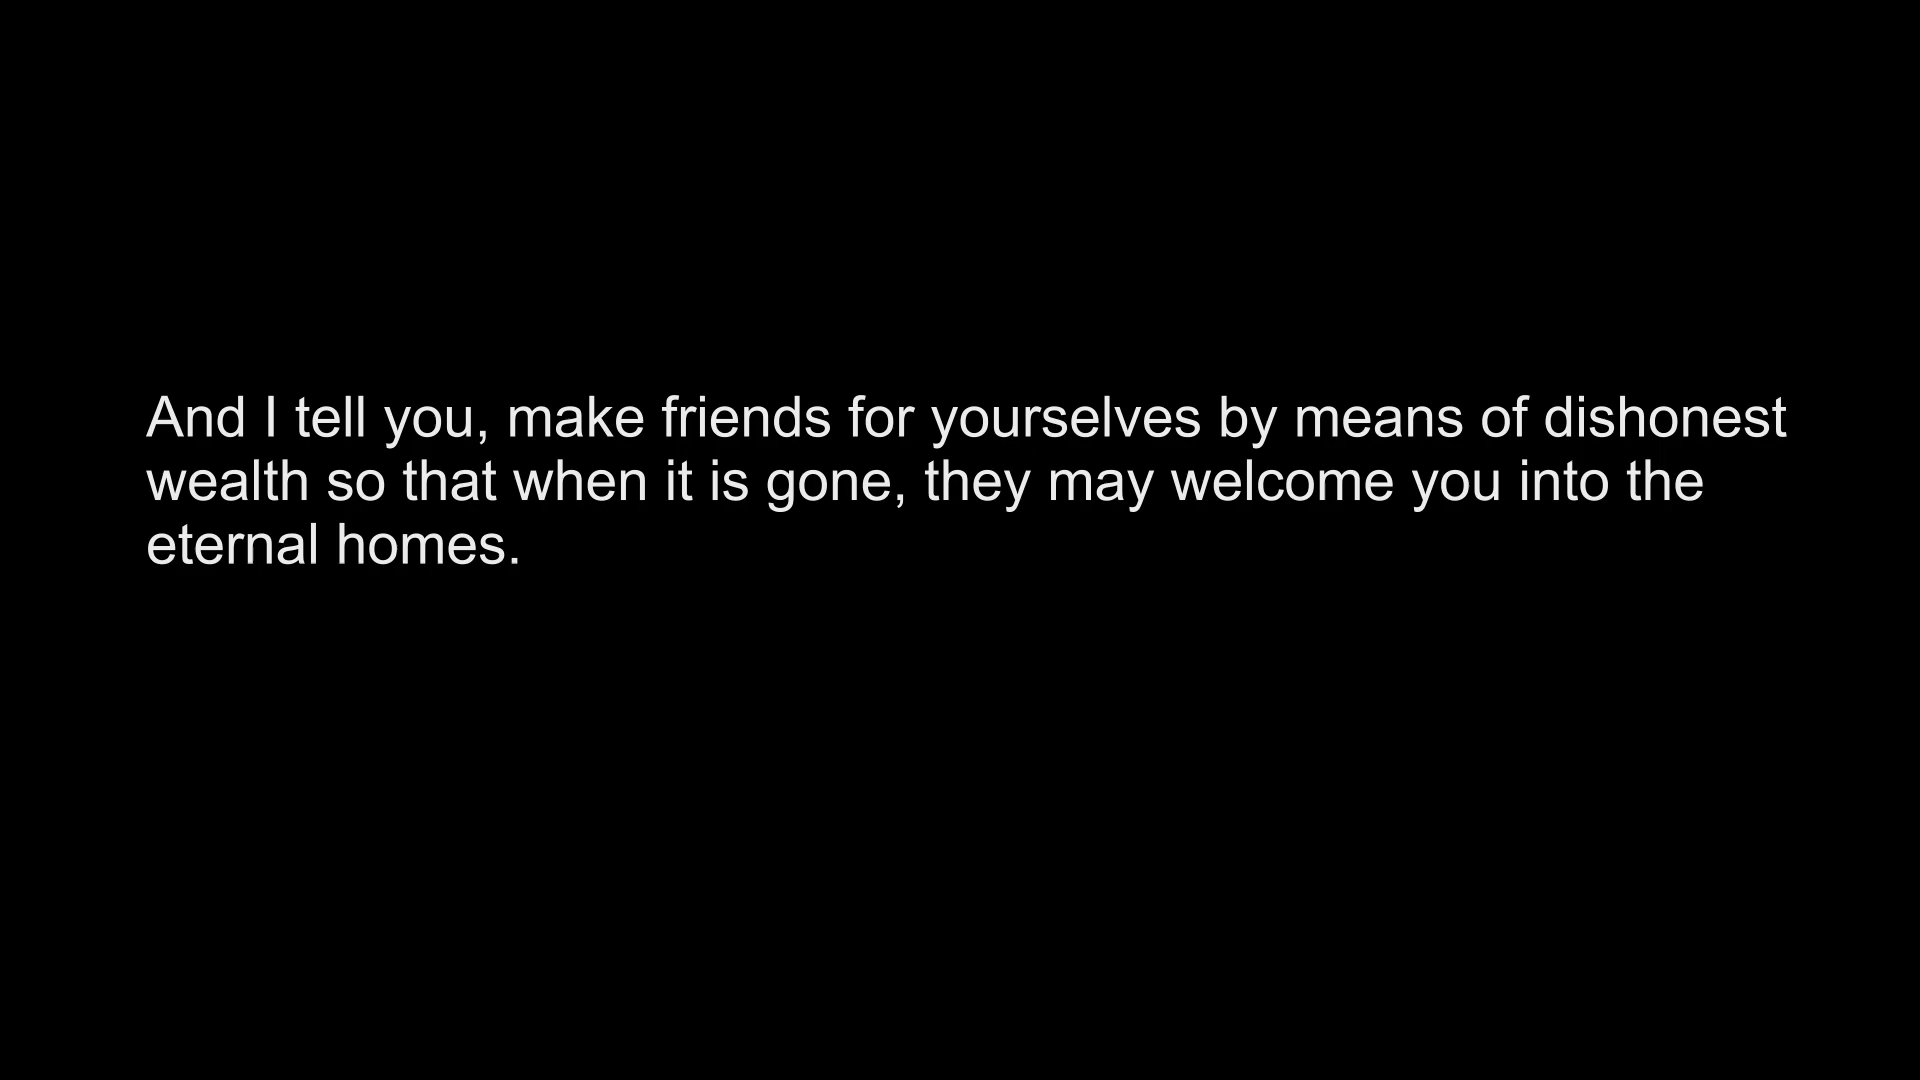 And I tell you, make friends for yourselves by means of dishonest
wealth so that when it is gone, they may welcome you into the
eternal homes.